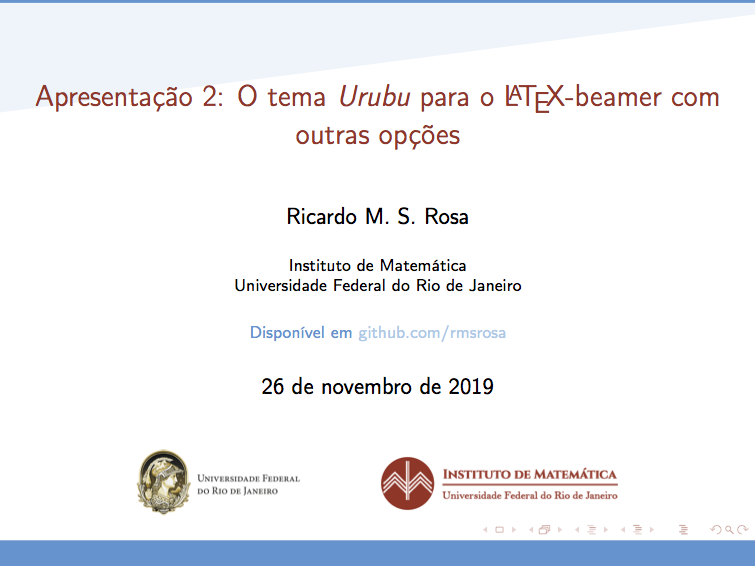 Apresentação 2: O tema Urubu para o LATEX-beamer com
outras opções
Ricardo M. S. Rosa
Instituto de Matemática
Universidade Federal do Rio de Janeiro
Disponível em github.com/rmsrosa
26 de novembro de 2019
Universidade Federal
do Rio de Janeiro
Instituto de Matemática
Universidade Federal do Rio de Janeiro